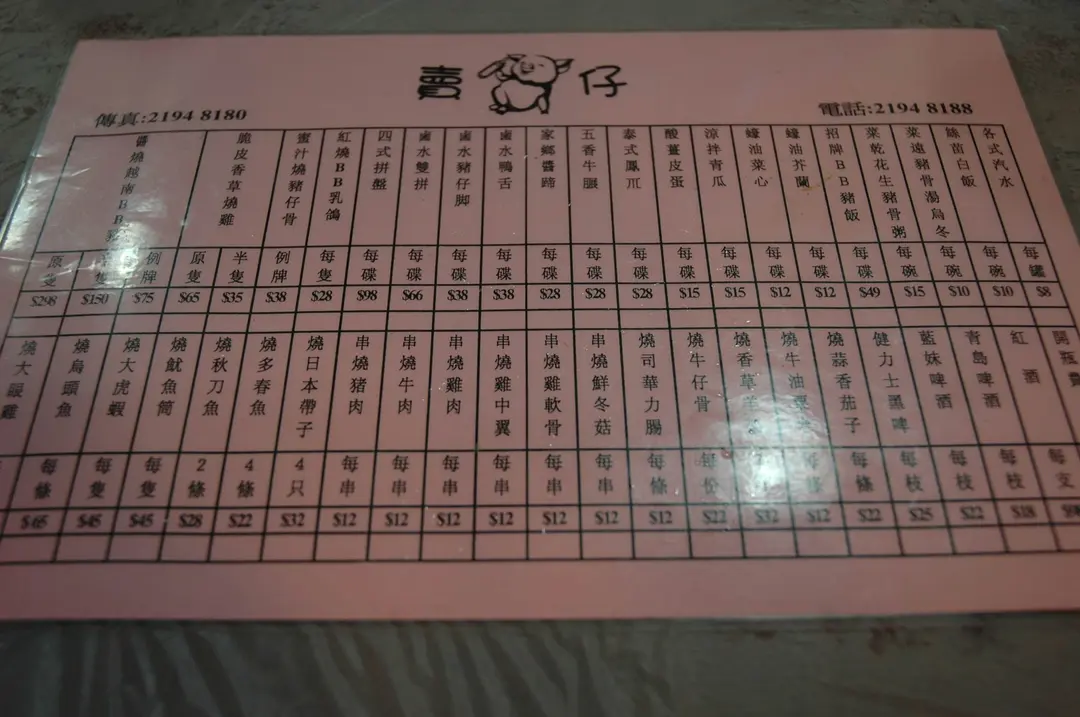 賣仔
傳真:2194 8180
電話:2194 8188
醬燒越南BB豬
原隻 $298
隻 $150
例牌 $75
脆皮香草燒雞
原隻 $65
半隻 $35
蜜汁燒豬仔骨
例牌 $38
紅燒BB乳鴿
每隻 $28
四式拼盤
每碟 $98
鹵水雙拼
每碟 $66
鹵水豬仔脚
每碟 $38
鹵水鴨舌
每碟 $38
家鄉醬蹄
每碟 $28
五香牛
每碟 $28
泰式鳳爪
每碟 $28
酸薑皮蛋
每碟 $15
涼拌青瓜
每碟 $15
蠔油菜心
每碟 $12
蠔油芥蘭
每碟 $12
招牌BB豬飯
每碟 $49
菜乾花生豬骨粥
每碗 $15
菜遠豬骨湯烏冬
每碗 $10
絲苗白飯
每碗 $10
各式汽水
每罐 $8
燒大眼雞
每條 $45
燒烏頭魚
每隻 $45
燒大虎蝦
每隻 $45
燒魷魚筒
2條 $28
燒秋刀魚
4條 $22
燒多春魚
4只 $32
燒日本帶子
每串 $12
串燒豬肉
每串 $12
串燒牛肉
每串 $12
串燒雞肉
每串 $12
串燒雞中翼
每串 $12
串燒雞軟骨
每串 $12
串燒鮮冬菇
每條 $12
燒司華力腸
每份 $22
燒牛仔骨
$32
燒香草羊
$12
燒牛油粟米
每條 $22
燒蒜香茄子
每枝 $25
健力士黑啤
每枝 $22
藍妹啤酒
每枝 $18
青島啤酒
紅酒
開瓶費